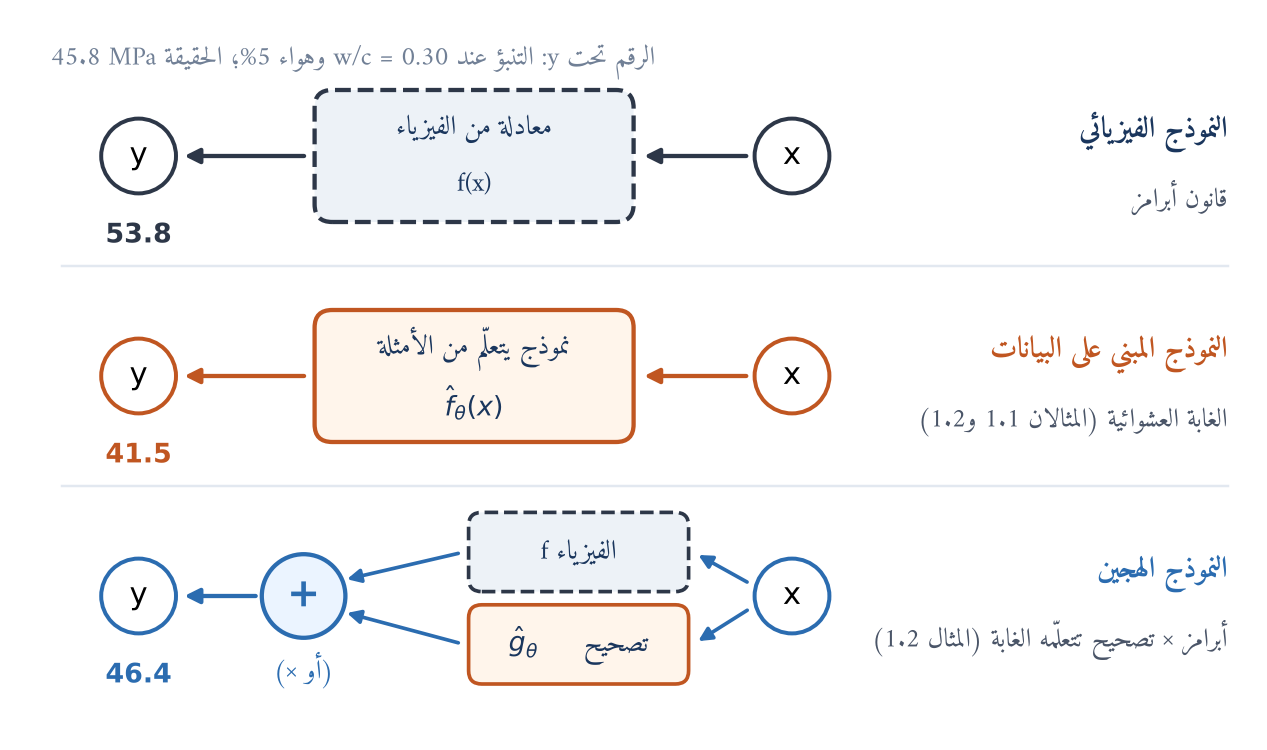 الرقم تحت y: التنبؤ عند w/c = 0.30 وهواء 5%؛ الحقيقة 45.8 MPa
النموذج الفيزيائي
قانون أبرامز
x
معادلة من الفيزياء
f(x)
y
53.8
النموذج المبني على البيانات
الغابة العشوائية (المثالان 1.1 و1.2)
x
نموذج يتعلّم من الأمثلة
f̂θ(x)
y
41.5
النموذج الهجين
أبرامز × تصحيح تتعلّمه الغابة (المثال 1.2)
x
الفيزياء f
تصحيح ĝθ
+
(أو ×)
y
46.4